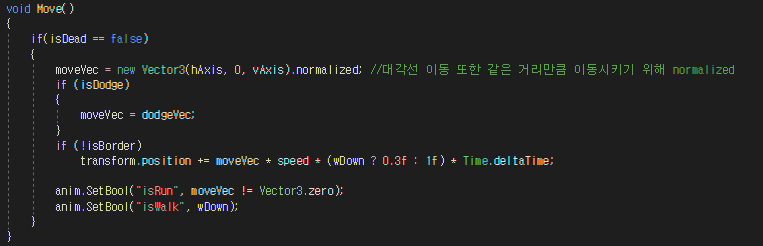 void Move()
{
if(isDead == false)
{
moveVec = new Vector3(hAxis, 0, vAxis).normalized; //대각선 이동 또한 같은 거리만큼 이동시키기 위해 normalized
if (isDodge)
{
moveVec = dodgeVec;
}
if (!isBorder)
transform.position += moveVec * speed * (wDown ? 0.3f : 1f) * Time.deltaTime;
anim.SetBool("isRun", moveVec != Vector3.zero);
anim.SetBool("isWalk", wDown);
}
}